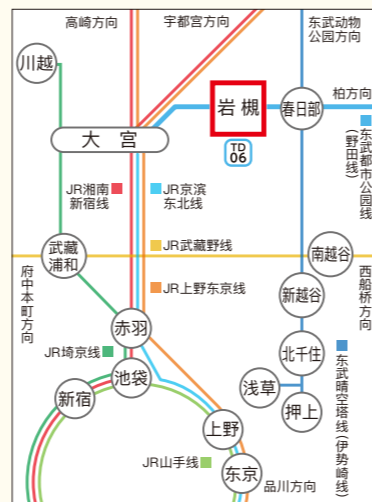 高崎方向
宇都宫方向
东武动物
公园方向
川越
岩槻
春日部
柏方向
大宫
TD
06
东武都市公园线
(野田线)
JR湘南
新宿线
JR京滨
东北线
武藏
浦和
JR武藏野线
南越谷
府中本町方向
西船桥方向
JR上野东京线
新越谷
赤羽
JR埼京线
北千住
池袋
浅草
新宿
押上
东武晴空塔线(伊势崎线)
上野
JR山手线
东京
品川方向